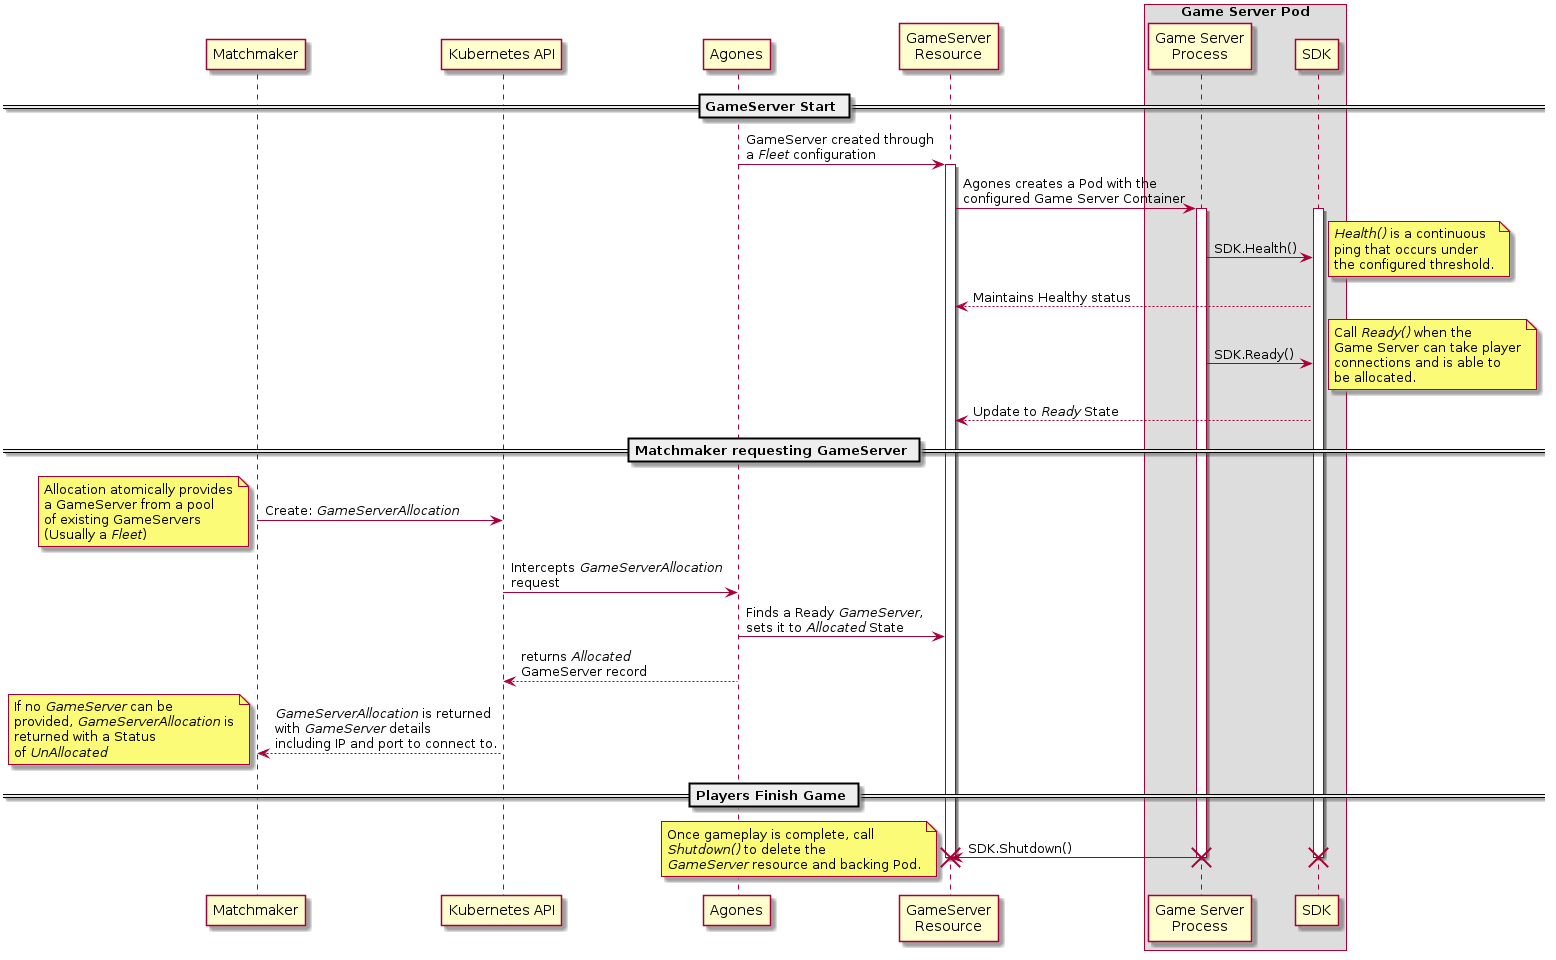 Game Server Pod
Matchmaker
Kubernetes API
Agones
GameServer
Resource
Game Server
Process
SDK
GameServer Start
GameServer created through
a Fleet configuration
Agones creates a Pod with the
configured Game Server Container
SDK.Health()
Health() is a continuous
ping that occurs under
the configured threshold.
Maintains Healthy status
SDK.Ready()
Call Ready() when the
Game Server can take player
connections and is able to
be allocated.
Update to Ready State
Matchmaker requesting GameServer
Allocation atomically provides
a GameServer from a pool
of existing GameServers
(Usually a Fleet)
Create: GameServerAllocation
Intercepts GameServerAllocation
request
Finds a Ready GameServer,
sets it to Allocated State
returns Allocated
GameServer record
If no GameServer can be
provided, GameServerAllocation is
returned with a Status
of UnAllocated
GameServerAllocation is returned
with GameServer details
including IP and port to connect to.
Players Finish Game
Once gameplay is complete, call
Shutdown() to delete the
GameServer resource and backing Pod.
SDK.Shutdown()
Matchmaker
Kubernetes API
Agones
GameServer
Resource
Game Server
Process
SDK